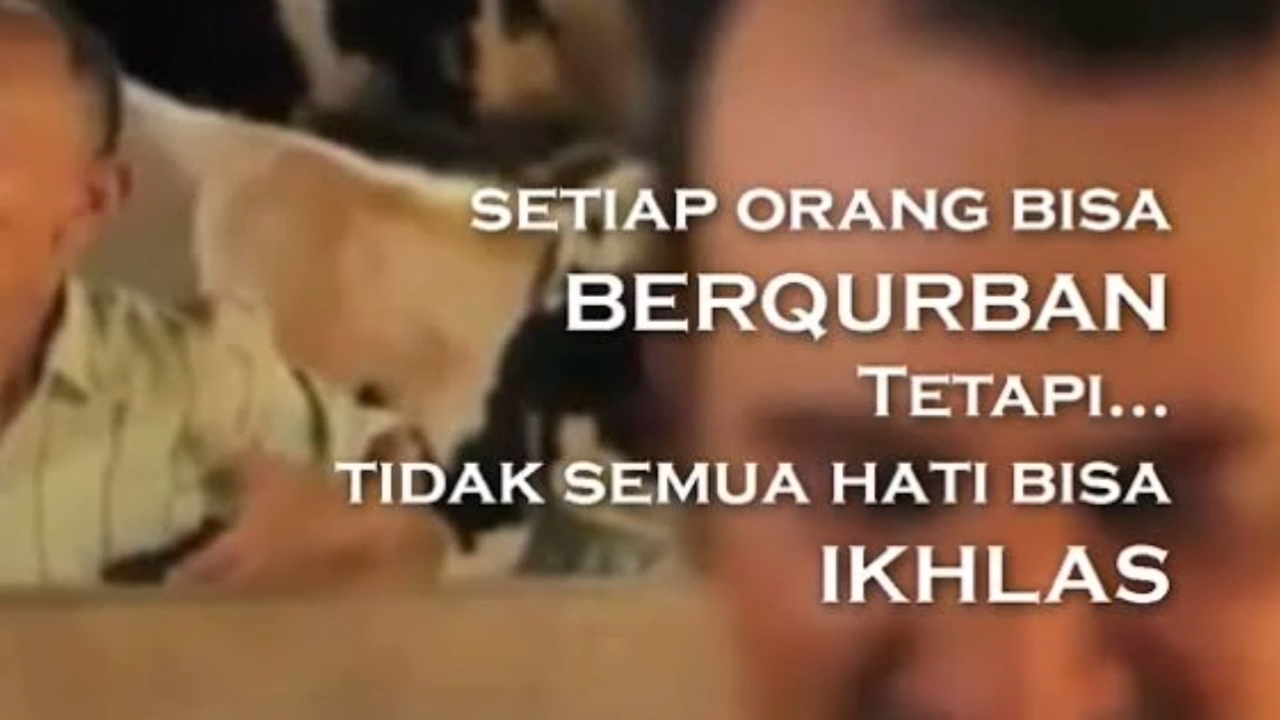 SETIAP ORANG BISA
BERQURBAN
TETAPI...
TIDAK SEMUA HATI BISA
IKHLAS